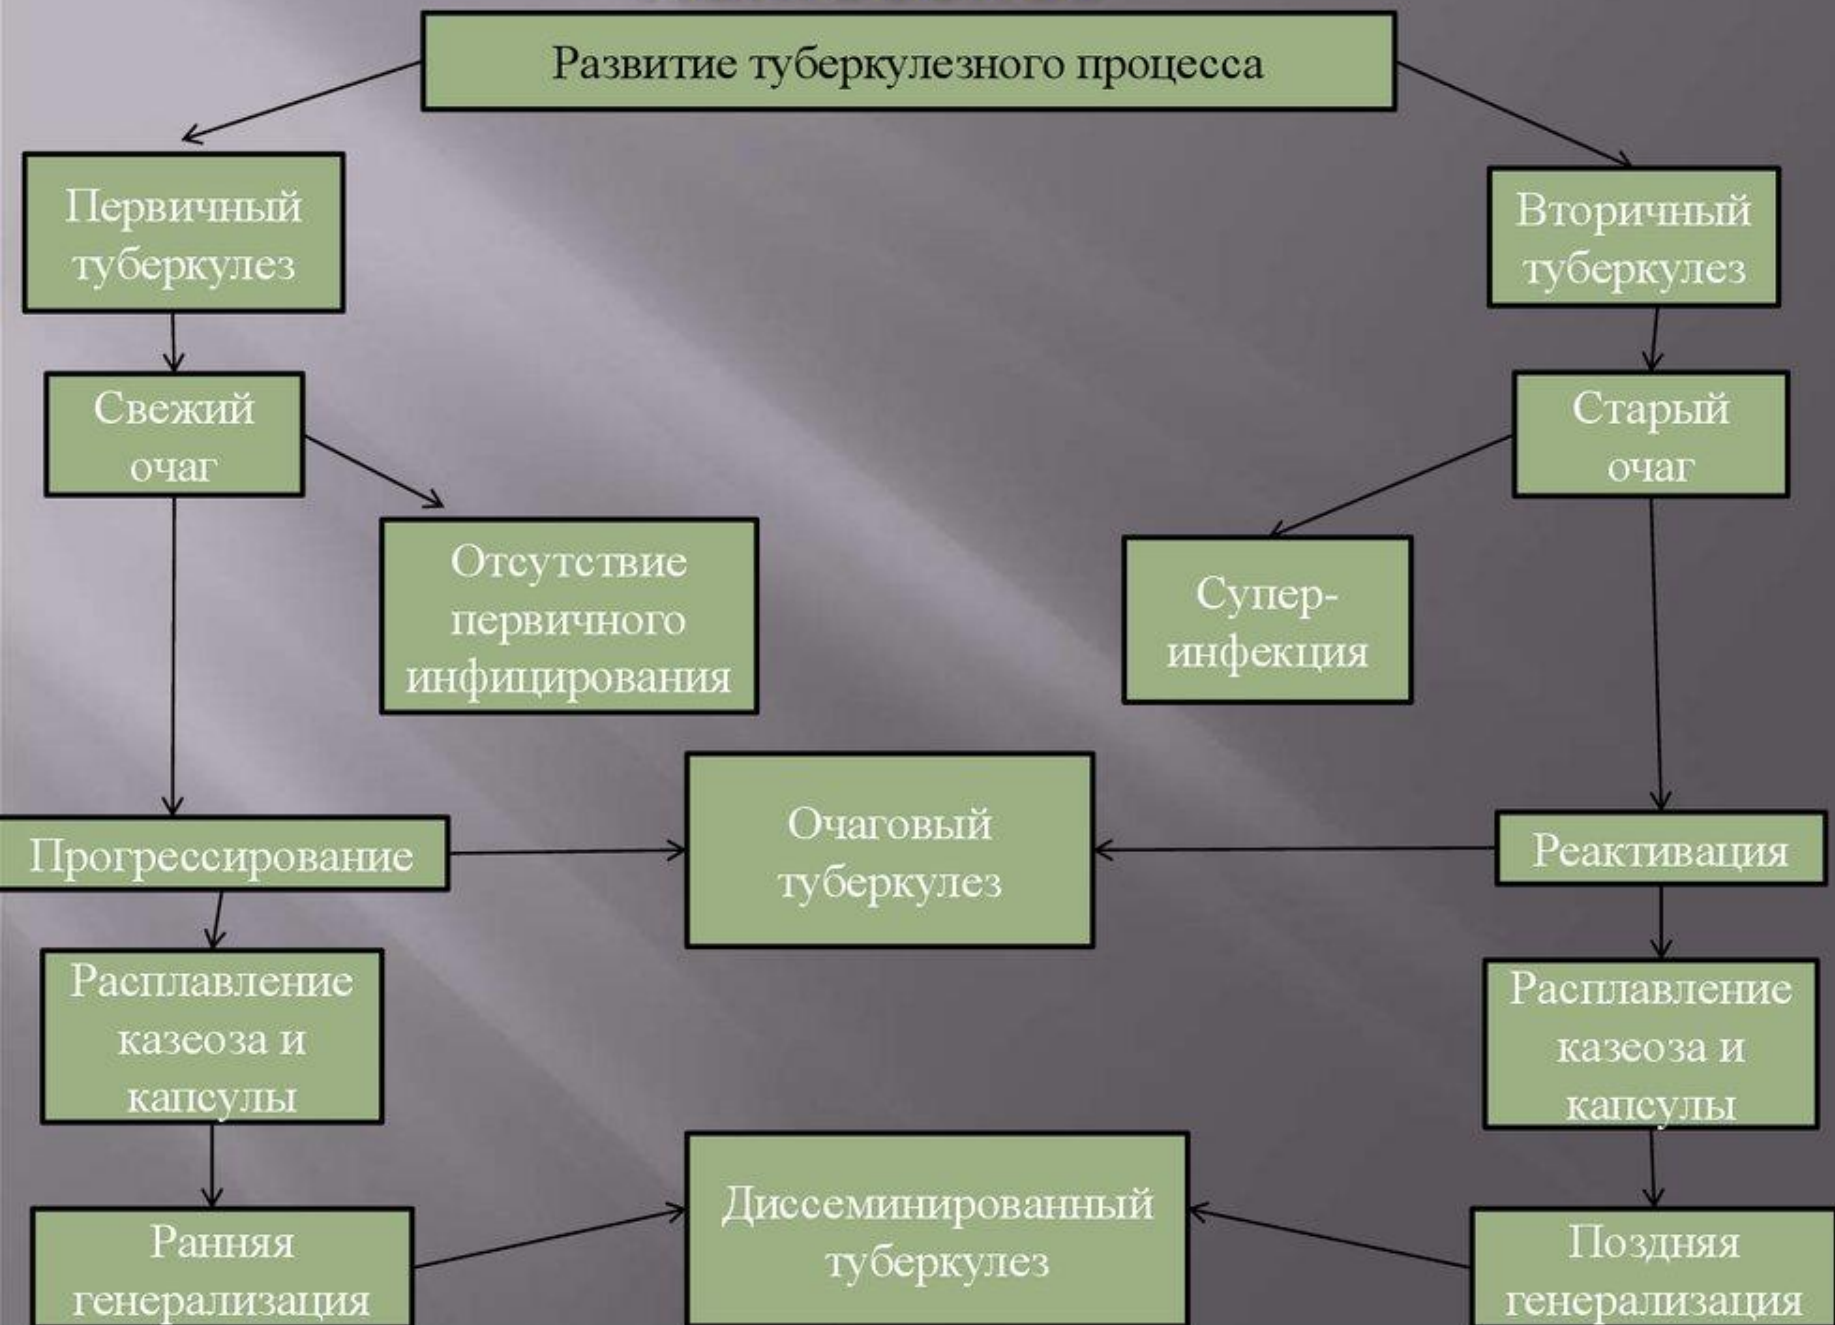 Развитие туберкулезного процесса
Первичный
туберкулез
Вторичный
туберкулез
Свежий
очаг
Старый
очаг
Отсутствие
первичного
инфицирования
Супер-
инфекция
Прогрессирование
Очаговый
туберкулез
Реактивация
Расплавление
казеоза и
капсулы
Расплавление
казеоза и
капсулы
Ранняя
генерализация
Диссеминированный
туберкулез
Поздняя
генерализация